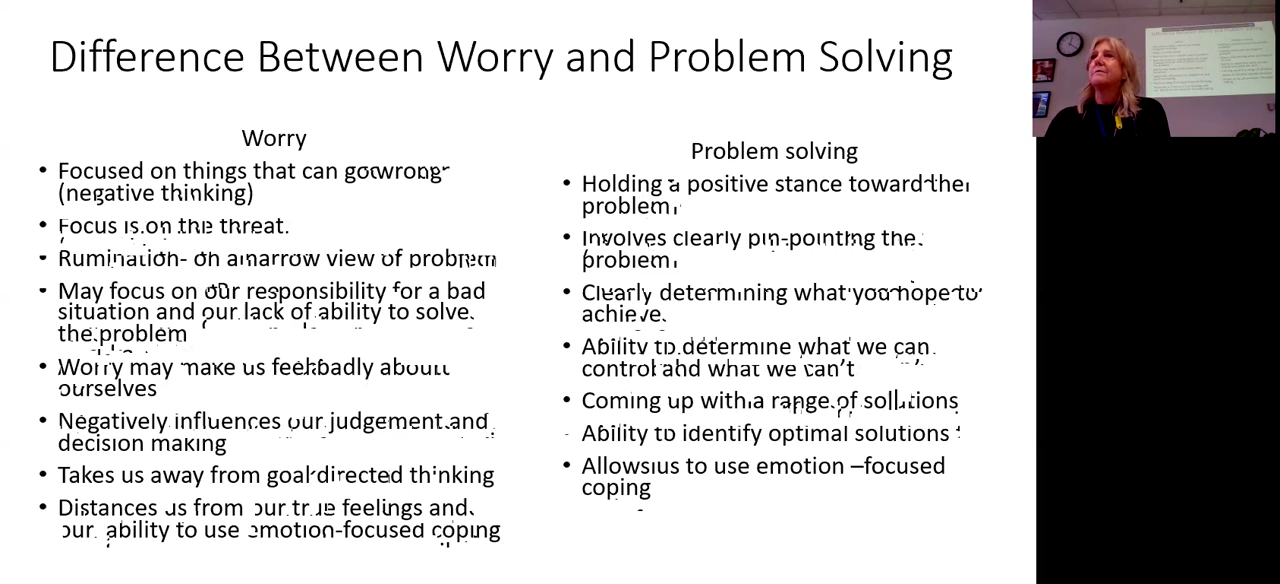 Difference Between Worry and Problem Solving
Worry
• Focused on things that can go wrong
(negative thinking)
• Focus is on the threat.
• Rumination- on a narrow view of problem
• May focus on our responsibility for a bad
situation and our lack of ability to solve
the problem
• Worry may make us feel badly about
ourselves
• Negatively influences our judgement and
decision making
• Takes us away from goal directed thinking
• Distances us from our true feelings and
our ability to use emotion-focused coping
Problem solving
• Holding a positive stance toward the
problem
• Involves clearly pin-pointing the
problem
• Clearly determining what you hope to
achieve
• Ability to determine what we can
control and what we can't
• Coming up with a range of solutions
• Ability to identify optimal solutions
• Allows us to use emotion –focused
coping